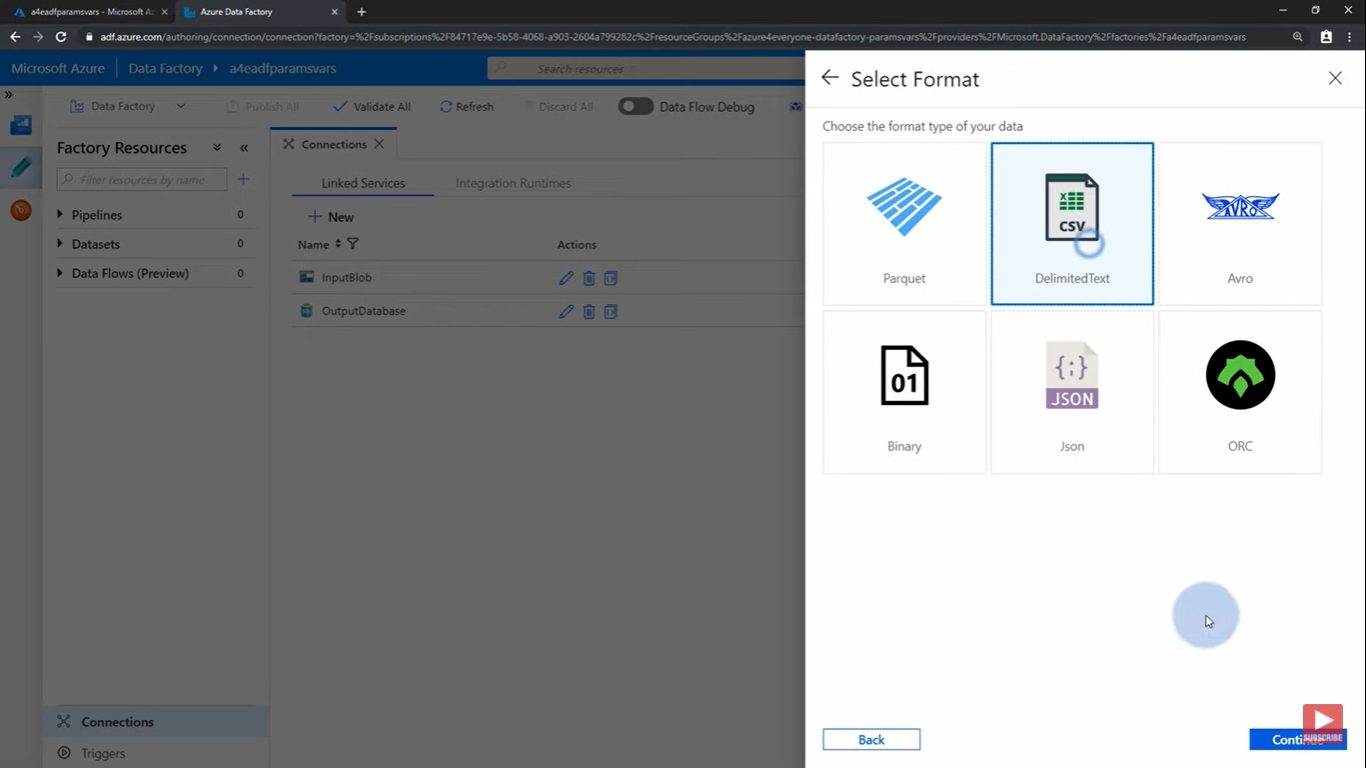 a4eadfparamsvars - Microsoft Az
Azure Data Factory
adf.azure.com/authoring/connection/connection?factory=%2Fsubscriptions%2F84717e9e-5b58-4068-a903-2604a799282c%2FresourceGroups%2Fazure4everyone-datafactory-paramsvars%2Fproviders%2FMicrosoft.DataFactory%2Ffactories%2Fa4eadfparamsvars
Microsoft Azure
Data Factory
a4eadfparamsvars
Search resources
Data Factory
Publish All
Validate All
Refresh
Discard All
Data Flow Debug
Factory Resources
Filter resources by name
Pipelines 0
Datasets 0
Data Flows (Preview) 0
Connections
Triggers
Connections
Linked Services
Integration Runtimes
New
Name
Actions
InputBlob
OutputDatabase
Select Format
Choose the format type of your data
Parquet
CSV
DelimitedText
AVRO
Avro
01
Binary
{;}
JSON
Json
ORC
Back
Continue
SUBSCRIBE